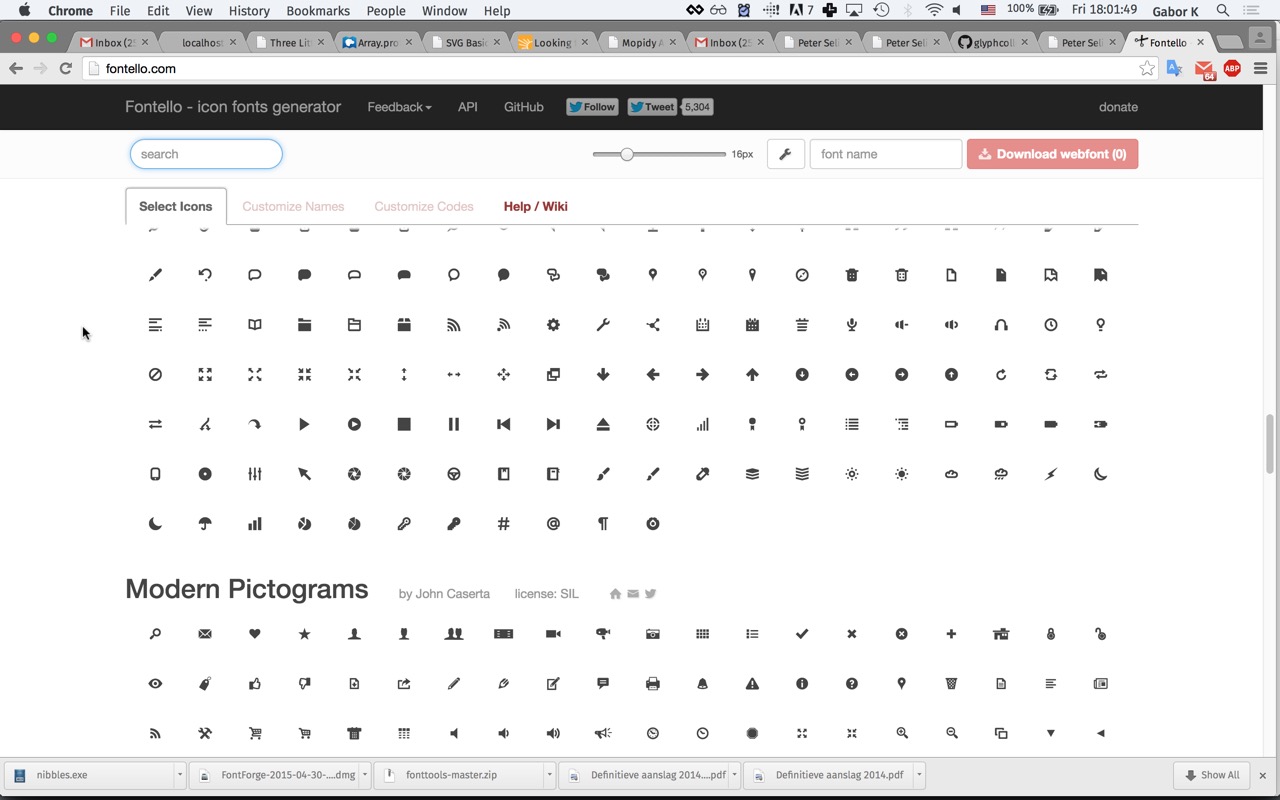 Chrome File Edit View History Bookmarks People Window Help 7 100% Fri 18:01:49 Gabor K
Inbox (25 localhos Three Lit Array.pro SVG Basic Looking Mopidy A Inbox (25 Peter Sel Peter Sel glyphcoll Peter Sel Fontello
fontello.com 64 ABP
Fontello - icon fonts generator Feedback API GitHub Follow Tweet 5,304 donate
search 16px font name Download webfont (0)
Select Icons Customize Names Customize Codes Help / Wiki
Modern Pictograms by John Caserta license: SIL
nibbles.exe FontForge-2015-04-30-....dmg fonttools-master.zip Definitieve aanslag 2014....pdf Definitieve aanslag 2014.pdf Show All